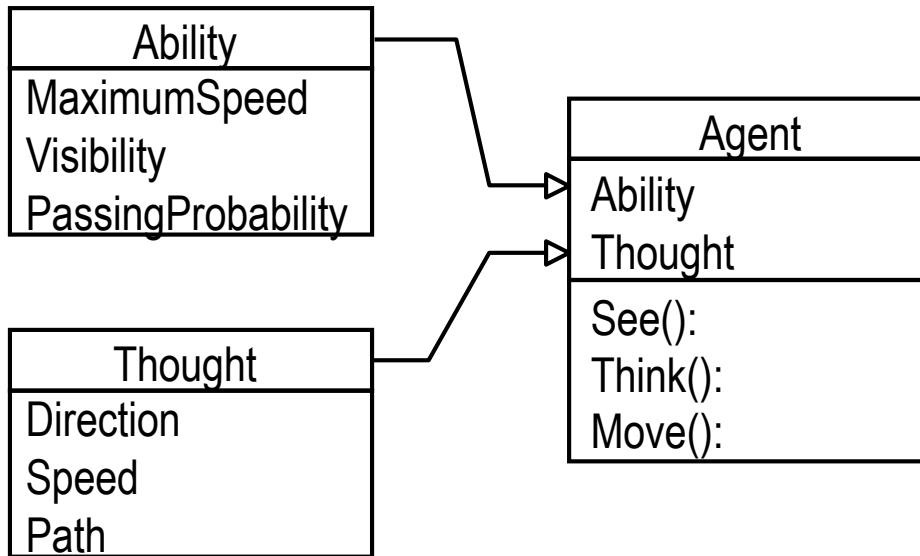 Ability
MaximumSpeed
Visibility
PassingProbability
Thought
Direction
Speed
Path
Agent
Ability
Thought
See():
Think():
Move():